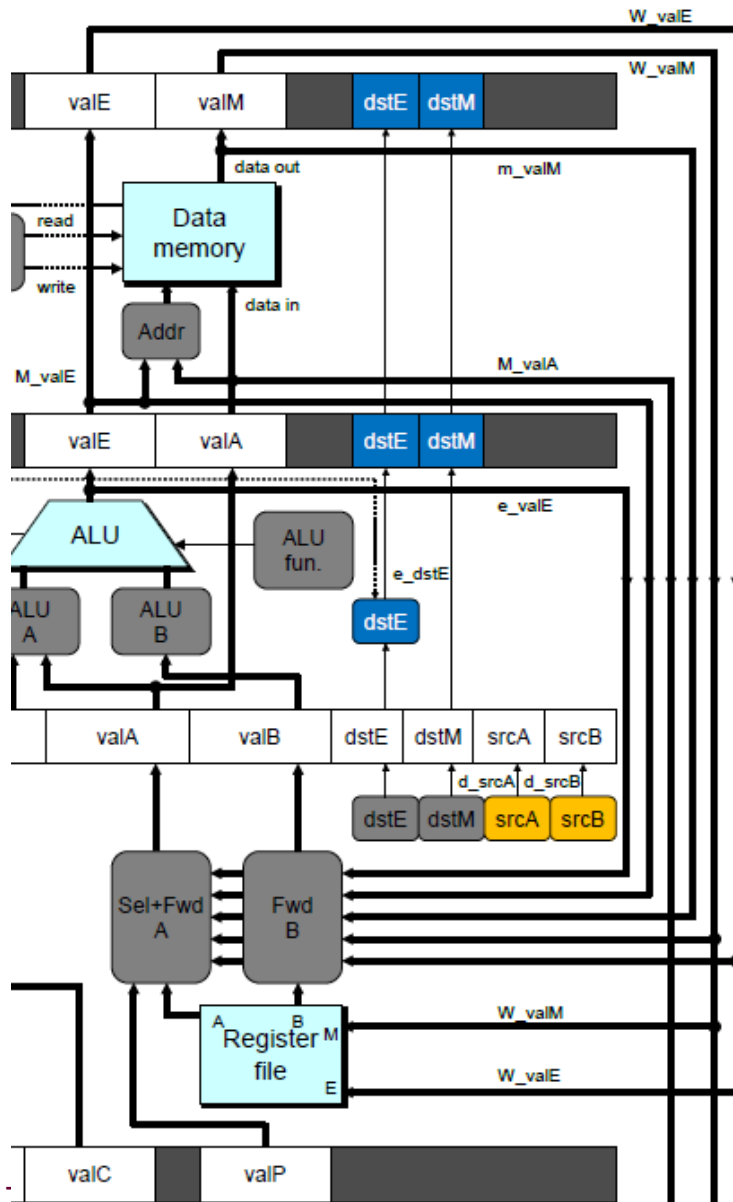 W_valE
W_valM
valE valM dstE dstM
data out m_valM
Data
memory
read
write
data in
Addr
M_valA
M_valE
valE valA dstE dstM
e_valE
ALU
ALU
fun.
e_dstE
ALU
A
ALU
B
dstE
valA valB dstE dstM srcA srcB
d_srcA d_srcB
dstE dstM srcA srcB
Sel+Fwd
A
Fwd
B
A B
W_valM
Register M
file
W_valE
E
valC valP